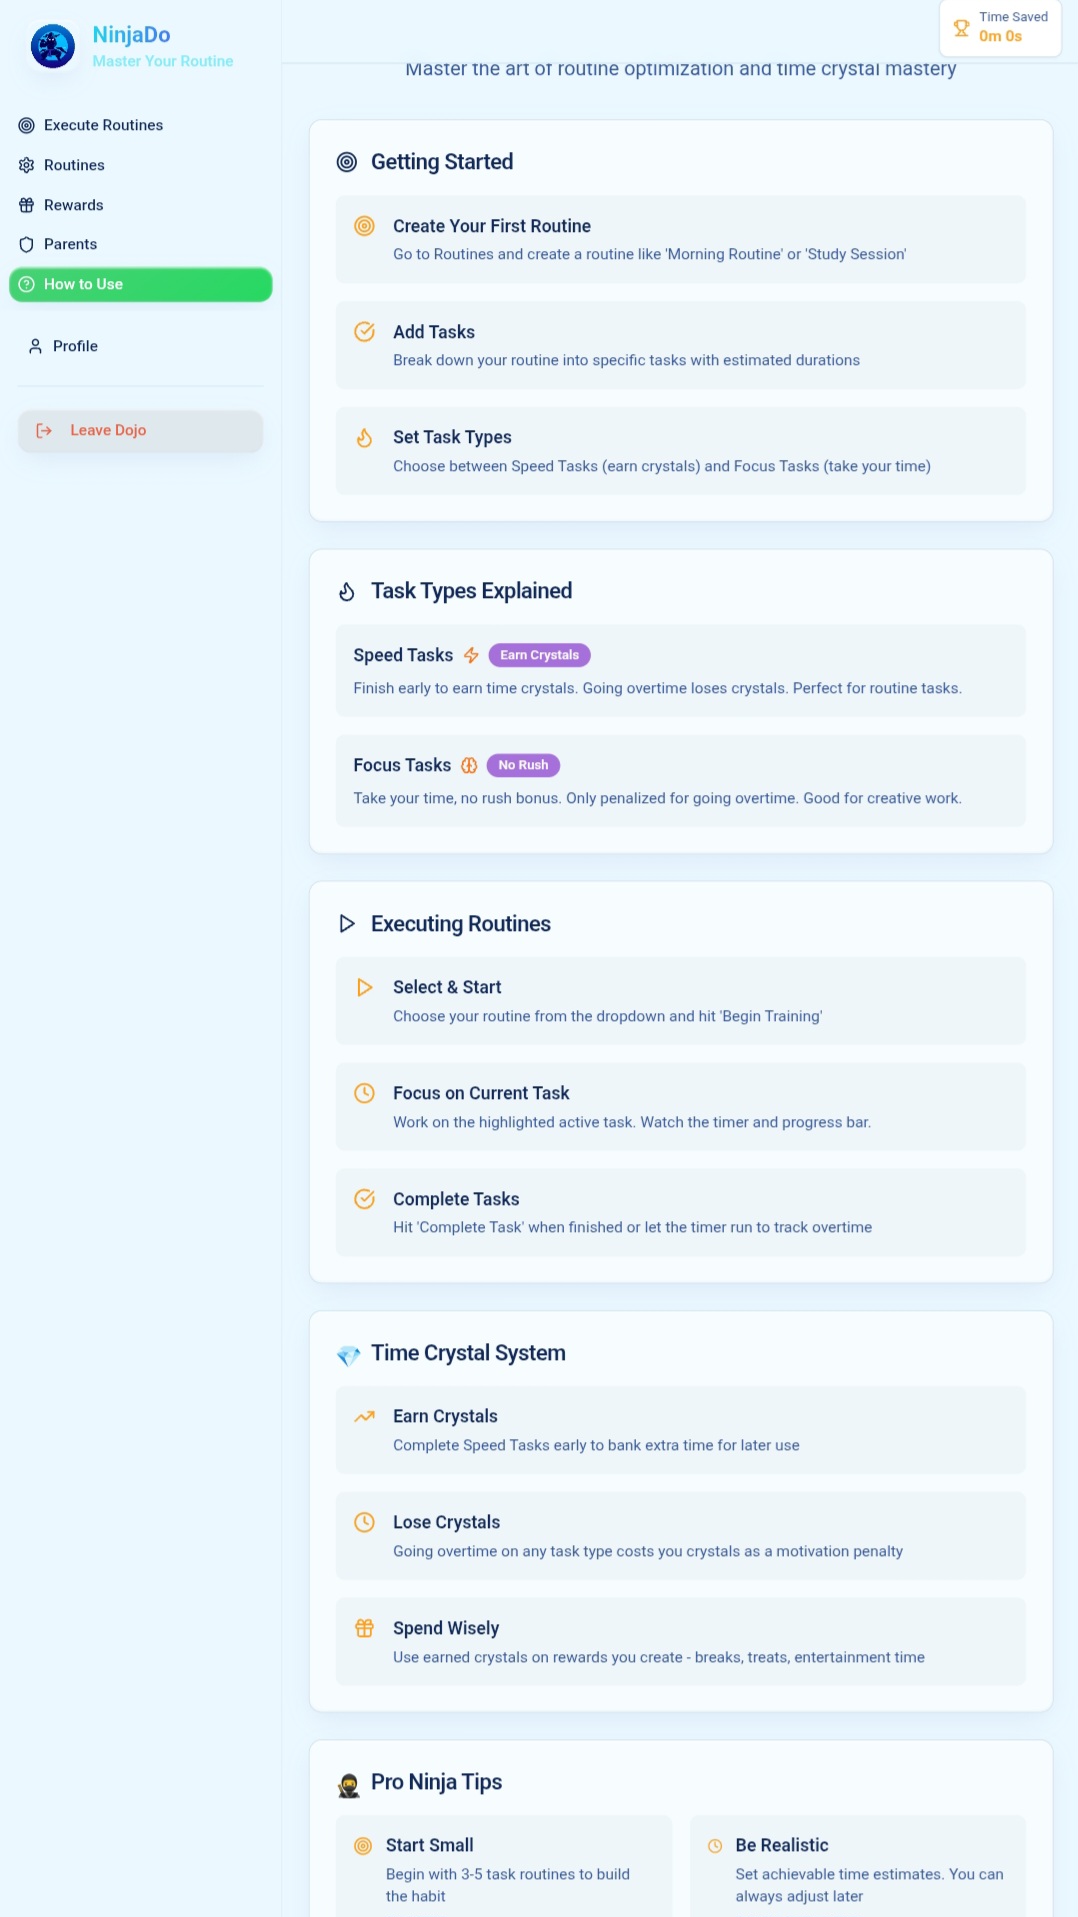 NinjaDo
Master Your Routine
Execute Routines
Routines
Rewards
Parents
How to Use
Profile
Leave Dojo
Time Saved
0m 0s
Master the art of routine optimization and time crystal mastery
Getting Started
Create Your First Routine
Go to Routines and create a routine like 'Morning Routine' or 'Study Session'
Add Tasks
Break down your routine into specific tasks with estimated durations
Set Task Types
Choose between Speed Tasks (earn crystals) and Focus Tasks (take your time)
Task Types Explained
Speed Tasks Earn Crystals
Finish early to earn time crystals. Going overtime loses crystals. Perfect for routine tasks.
Focus Tasks No Rush
Take your time, no rush bonus. Only penalized for going overtime. Good for creative work.
Executing Routines
Select & Start
Choose your routine from the dropdown and hit 'Begin Training'
Focus on Current Task
Work on the highlighted active task. Watch the timer and progress bar.
Complete Tasks
Hit 'Complete Task' when finished or let the timer run to track overtime
Time Crystal System
Earn Crystals
Complete Speed Tasks early to bank extra time for later use
Lose Crystals
Going overtime on any task type costs you crystals as a motivation penalty
Spend Wisely
Use earned crystals on rewards you create - breaks, treats, entertainment time
Pro Ninja Tips
Start Small
Begin with 3-5 task routines to build
the habit
Be Realistic
Set achievable time estimates. You can
always adjust later